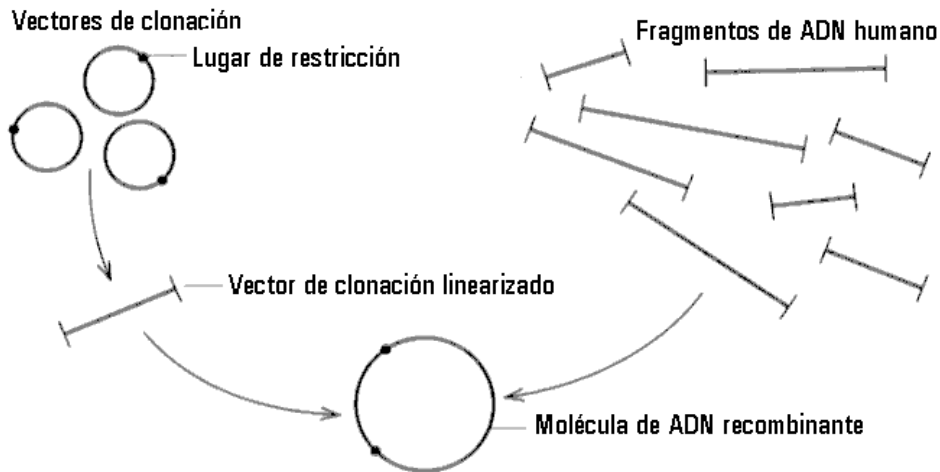 Vectores de clonación
Lugar de restricción
Fragmentos de ADN humano
Vector de clonación linearizado
Molécula de ADN recombinante